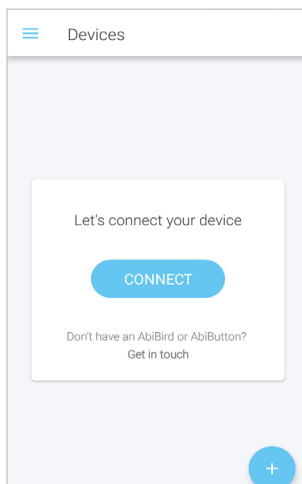 Devices
Let's connect your device
CONNECT
Don't have an AbiBird or AbiButton?
Get in touch
+